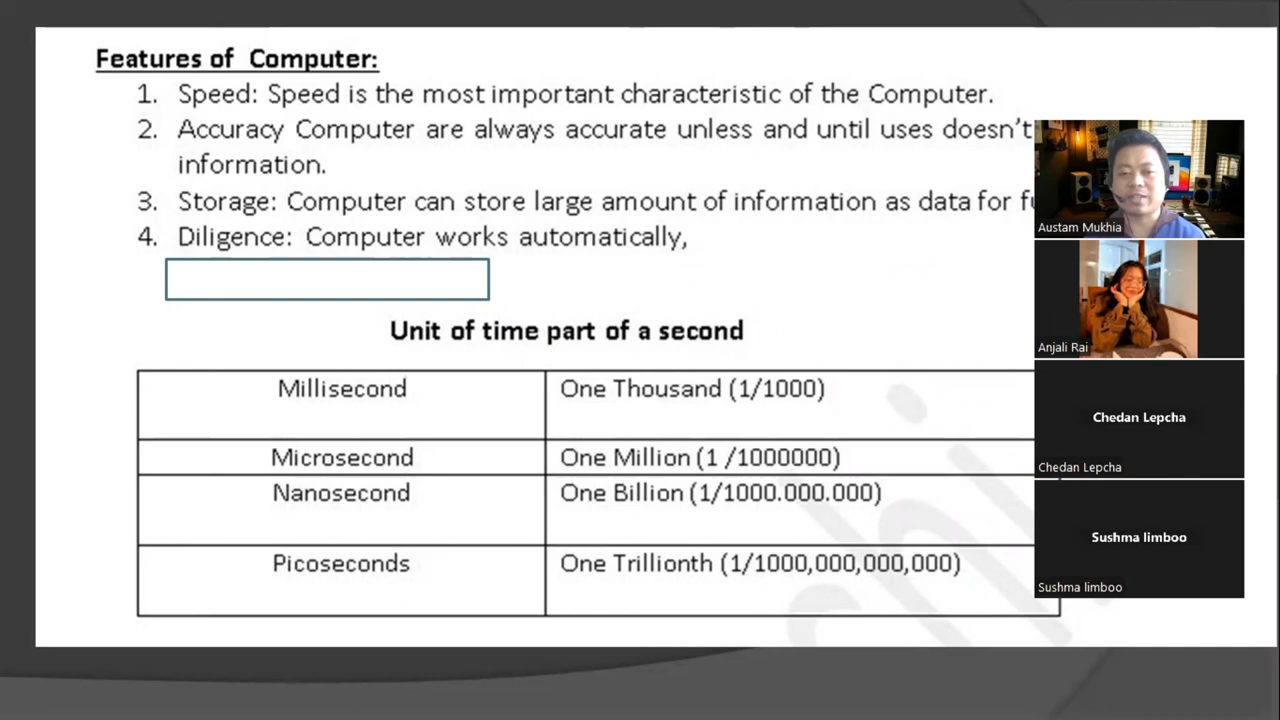 Features of Computer:
1. Speed: Speed is the most important characteristic of the Computer.
2. Accuracy Computer are always accurate unless and until uses doesn't
information.
3. Storage: Computer can store large amount of information as data for
4. Diligence: Computer works automatically,
Unit of time part of a second
Millisecond One Thousand (1/1000)
Microsecond One Million (1 /1000000)
Nanosecond One Billion (1/1000.000.000)
Picoseconds One Trillionth (1/1000,000,000,000)
Austam Mukhia
Anjali Rai
Chedan Lepcha
Chedan Lepcha
Sushma limboo
Sushma limboo